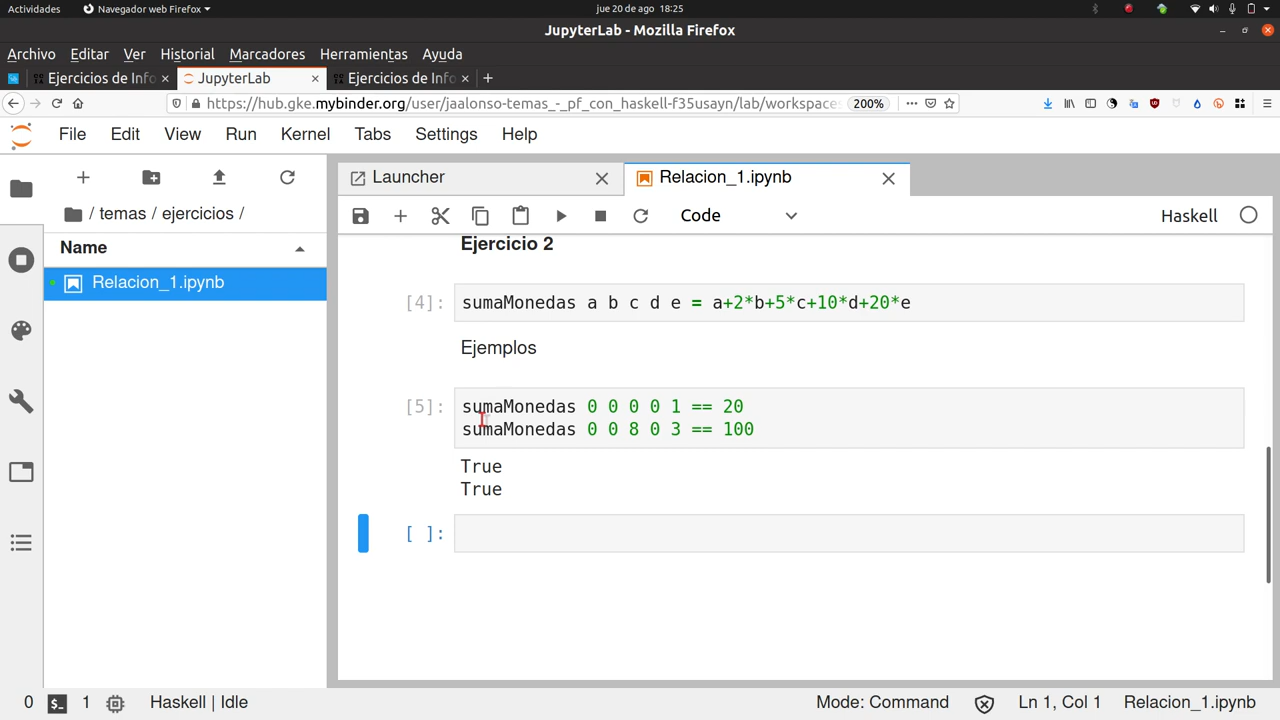 Actividades
Navegador web Firefox
jue 20 de ago 18:25
JupyterLab - Mozilla Firefox
Archivo Editar Ver Historial Marcadores Herramientas Ayuda
Ejercicios de Info
JupyterLab
Ejercicios de Info
https://hub.gke.mybinder.org/user/jaalonso-temas_-_pf_con_haskell-f35usayn/lab/workspaces
200%
File Edit View Run Kernel Tabs Settings Help
Launcher
Relacion_1.ipynb
/ temas / ejercicios /
Code
Haskell
Name
Relacion_1.ipynb
Ejercicio 2
[4]: sumaMonedas a b c d e = a+2*b+5*c+10*d+20*e
Ejemplos
[5]: sumaMonedas 0 0 0 0 1 == 20
sumaMonedas 0 0 8 0 3 == 100
True
True
[ ]:
0 $_ 1 Haskell | Idle
Mode: Command
Ln 1, Col 1
Relacion_1.ipynb